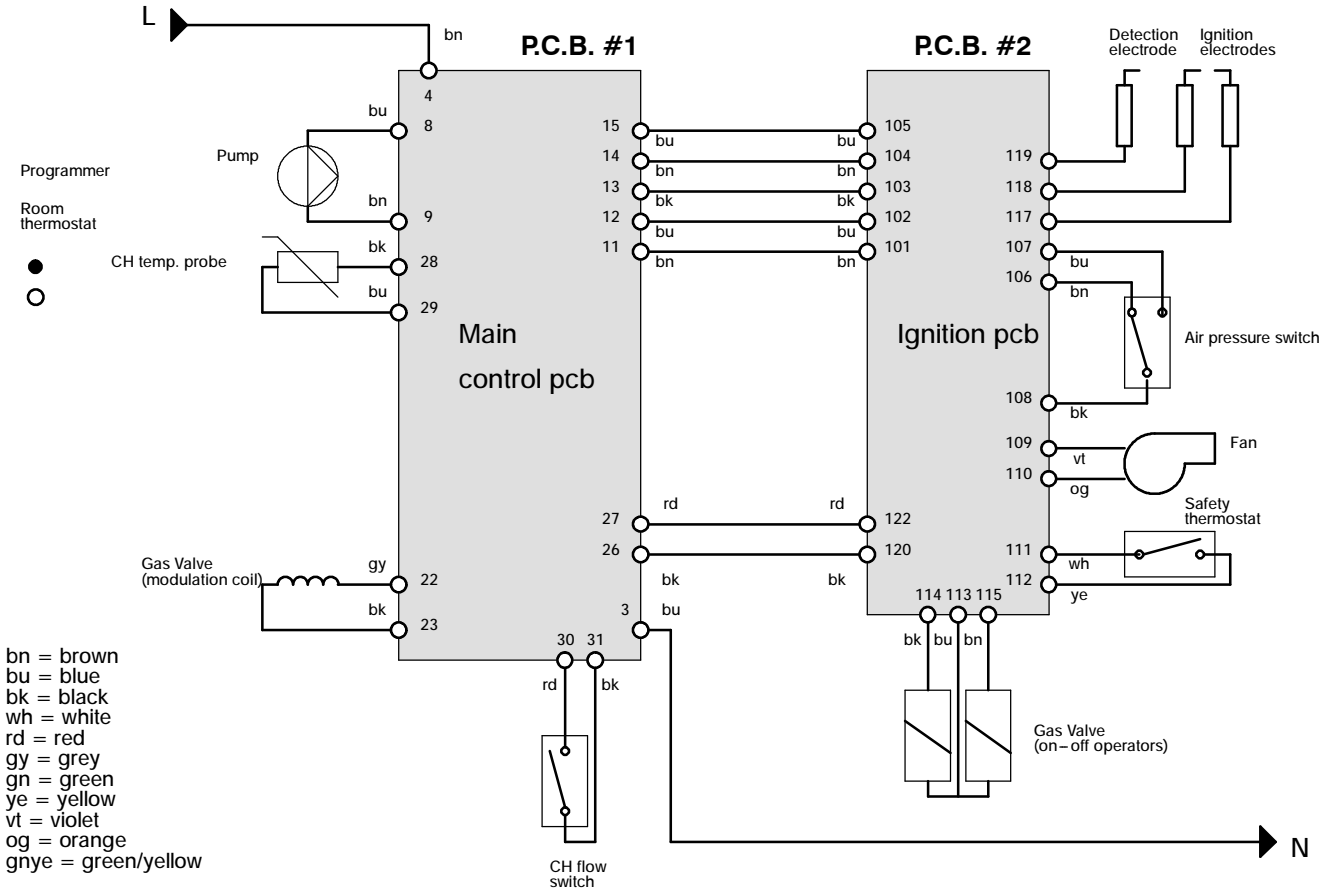 L
bn
P.C.B. #1
P.C.B. #2
Detection
electrode
Ignition
electrodes
4
bu
8
15
bu
bu
105
Pump
14
bn
bn
104
119
Programmer
13
bk
bk
103
118
Room
thermostat
bn
9
12
bu
bu
102
117
bk
11
bn
bn
101
107
bu
CH temp. probe
28
106
bn
bu
29
Main
control pcb
Ignition pcb
Air pressure switch
108
bk
109
vt
Fan
110
og
Safety
thermostat
rd
rd
27
122
26
120
111
wh
Gas Valve
(modulation coil)
gy
22
bk
bk
112
ye
bk
23
3
bu
114
113
115
bk
bu
bn
30
31
rd
bk
Gas Valve
(on-off operators)
bn = brown
bu = blue
bk = black
wh = white
rd = red
gy = grey
gn = green
ye = yellow
vt = violet
og = orange
gnye = green/yellow
N
CH flow
switch